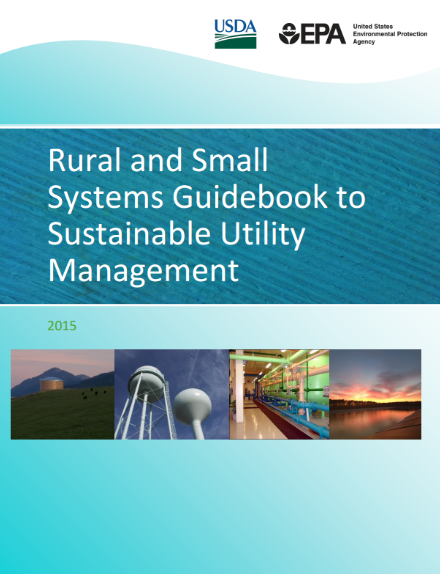 USDA
EPA
United States
Environmental Protection
Agency
Rural and Small
Systems Guidebook to
Sustainable Utility
Management
2015